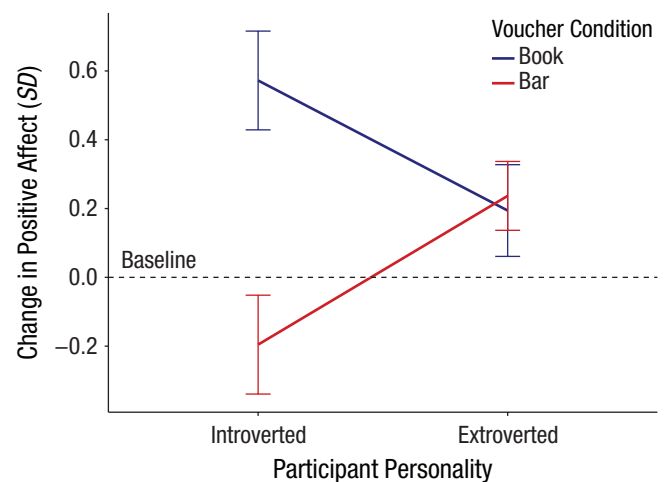 Voucher Condition
Book
Bar
Change in Positive Affect (SD)
0.6
0.4
0.2
0.0
−0.2
Baseline
Introverted
Extroverted
Participant Personality